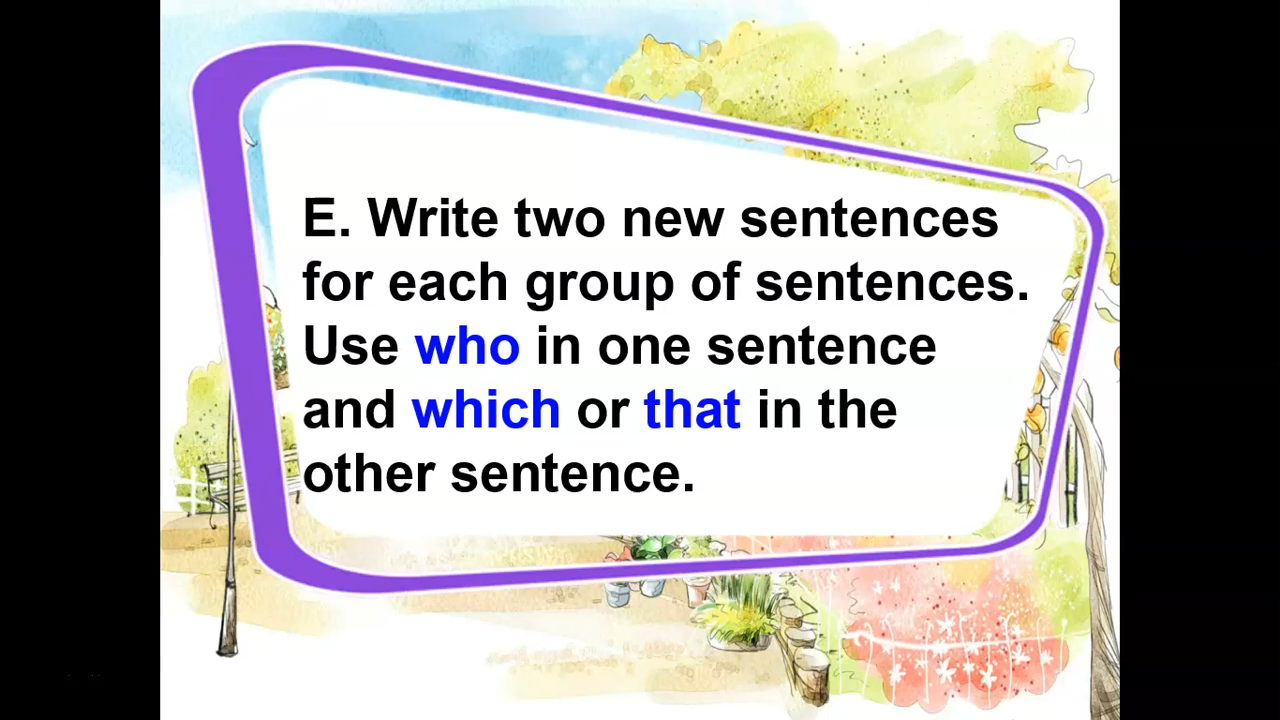 E. Write two new sentences
for each group of sentences.
Use who in one sentence
and which or that in the
other sentence.